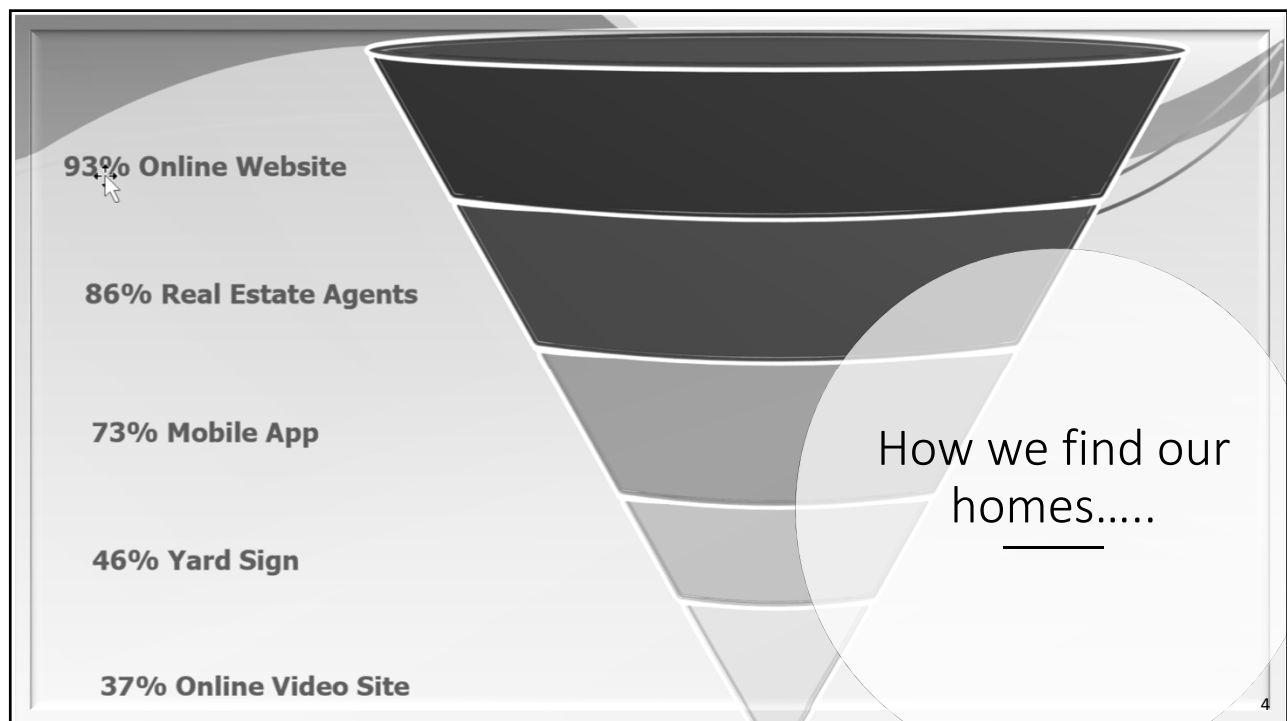 93% Online Website
86% Real Estate Agents
73% Mobile App
46% Yard Sign
37% Online Video Site
How we find our
homes.....
4